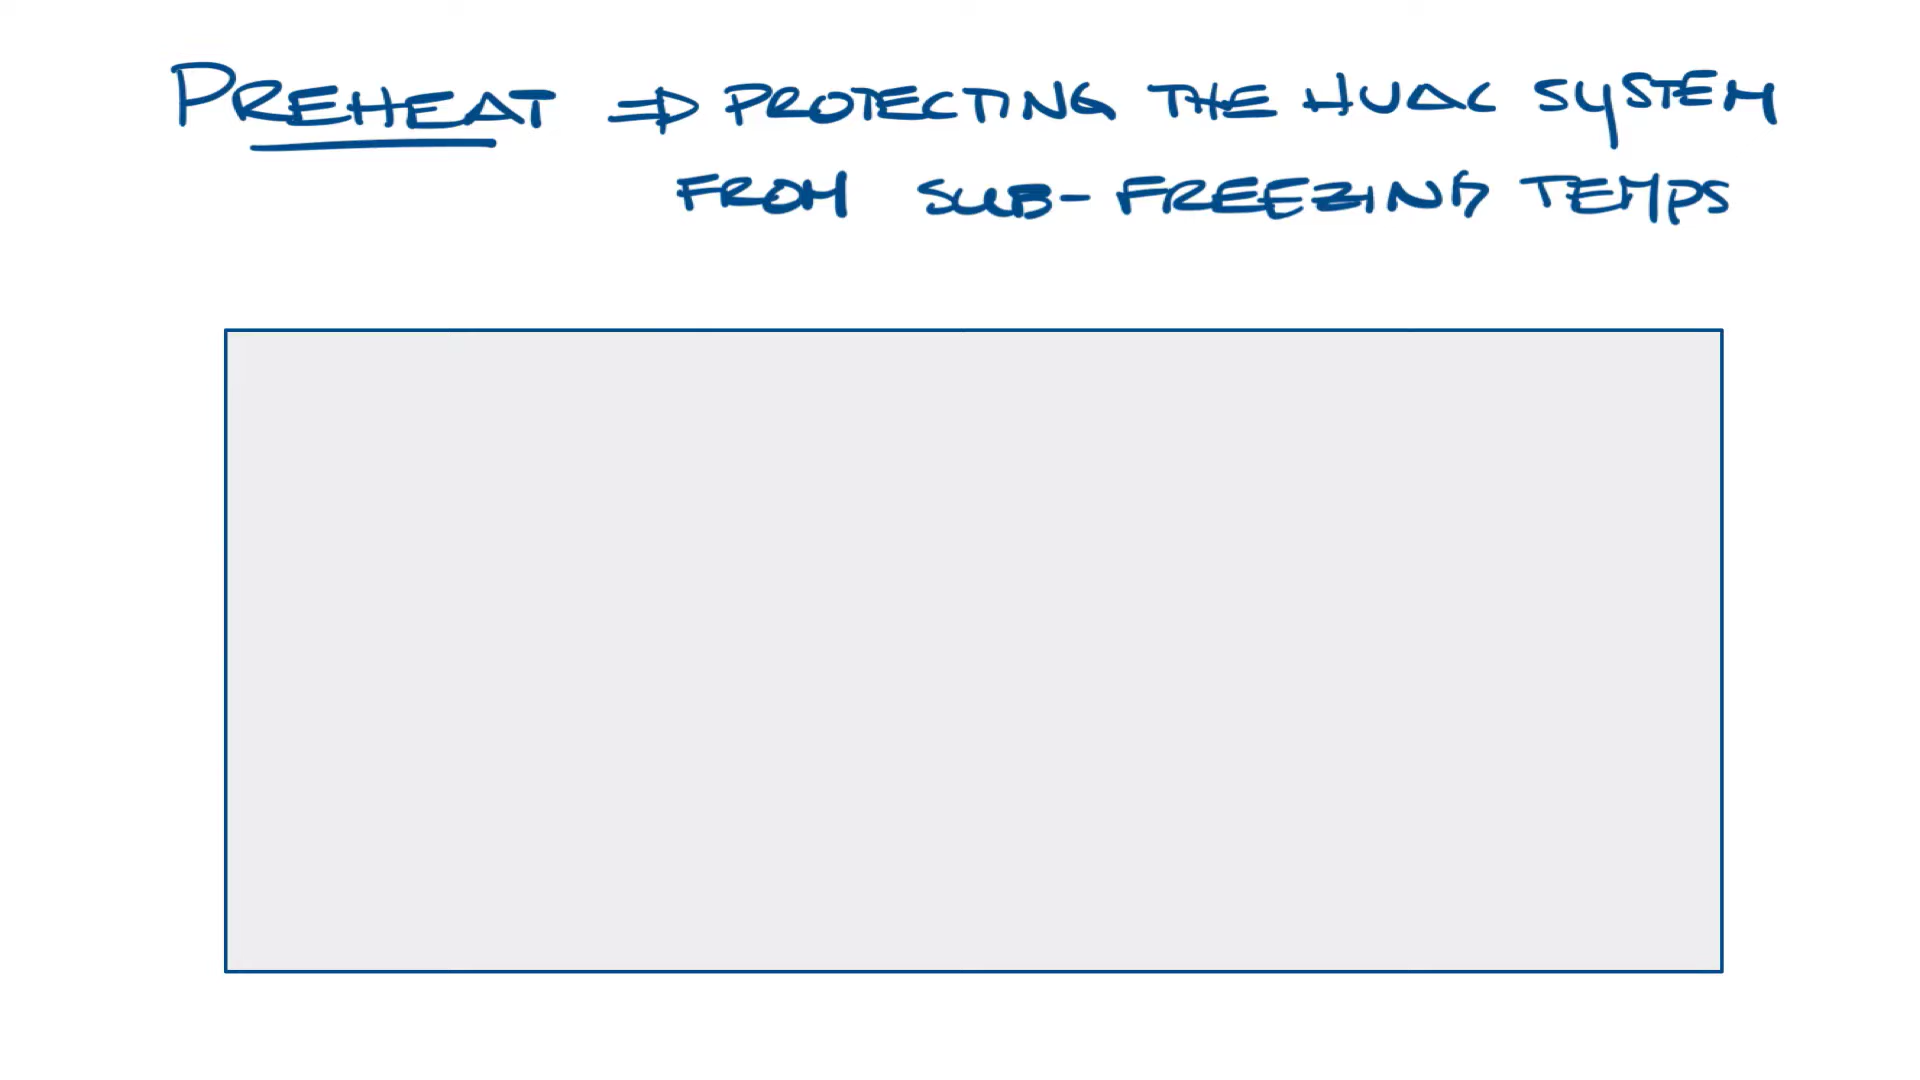 PREHEAT ⇒ PROTECTING THE HVAC SYSTEM
FROM SUB-FREEZING TEMPS